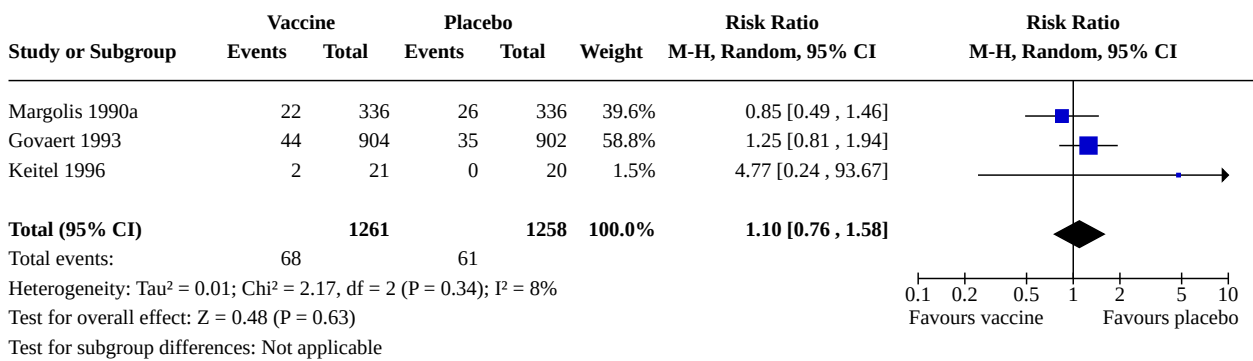 Vaccine Placebo Risk Ratio Risk Ratio
Study or Subgroup Events Total Events Total Weight M-H, Random, 95% CI M-H, Random, 95% CI
Margolis 1990a 22 336 26 336 39.6% 0.85 [0.49 , 1.46]
Govaert 1993 44 904 35 902 58.8% 1.25 [0.81 , 1.94]
Keitel 1996 2 21 0 20 1.5% 4.77 [0.24 , 93.67]
Total (95% CI) 1261 1258 100.0% 1.10 [0.76 , 1.58]
Total events: 68 61
Heterogeneity: Tau² = 0.01; Chi² = 2.17, df = 2 (P = 0.34); I² = 8%
0.1 0.2 0.5 1 2 5 10
Test for overall effect: Z = 0.48 (P = 0.63) Favours vaccine Favours placebo
Test for subgroup differences: Not applicable